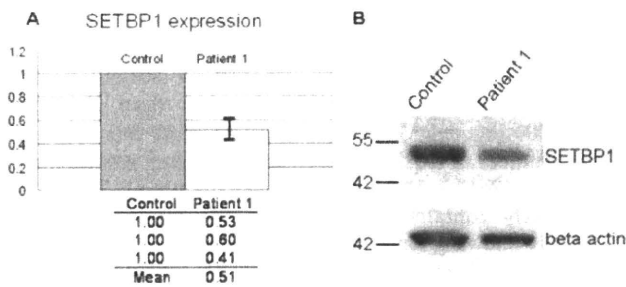 A SETBP1 expression
1.2
1
0.8
0.6
0.4
0.2
0
Control Patient 1
Control Patient 1
1.00 0.53
1.00 0.60
1.00 0.41
Mean 0.51
B
Control Patient 1
55
SETBP1
42
42
beta actin